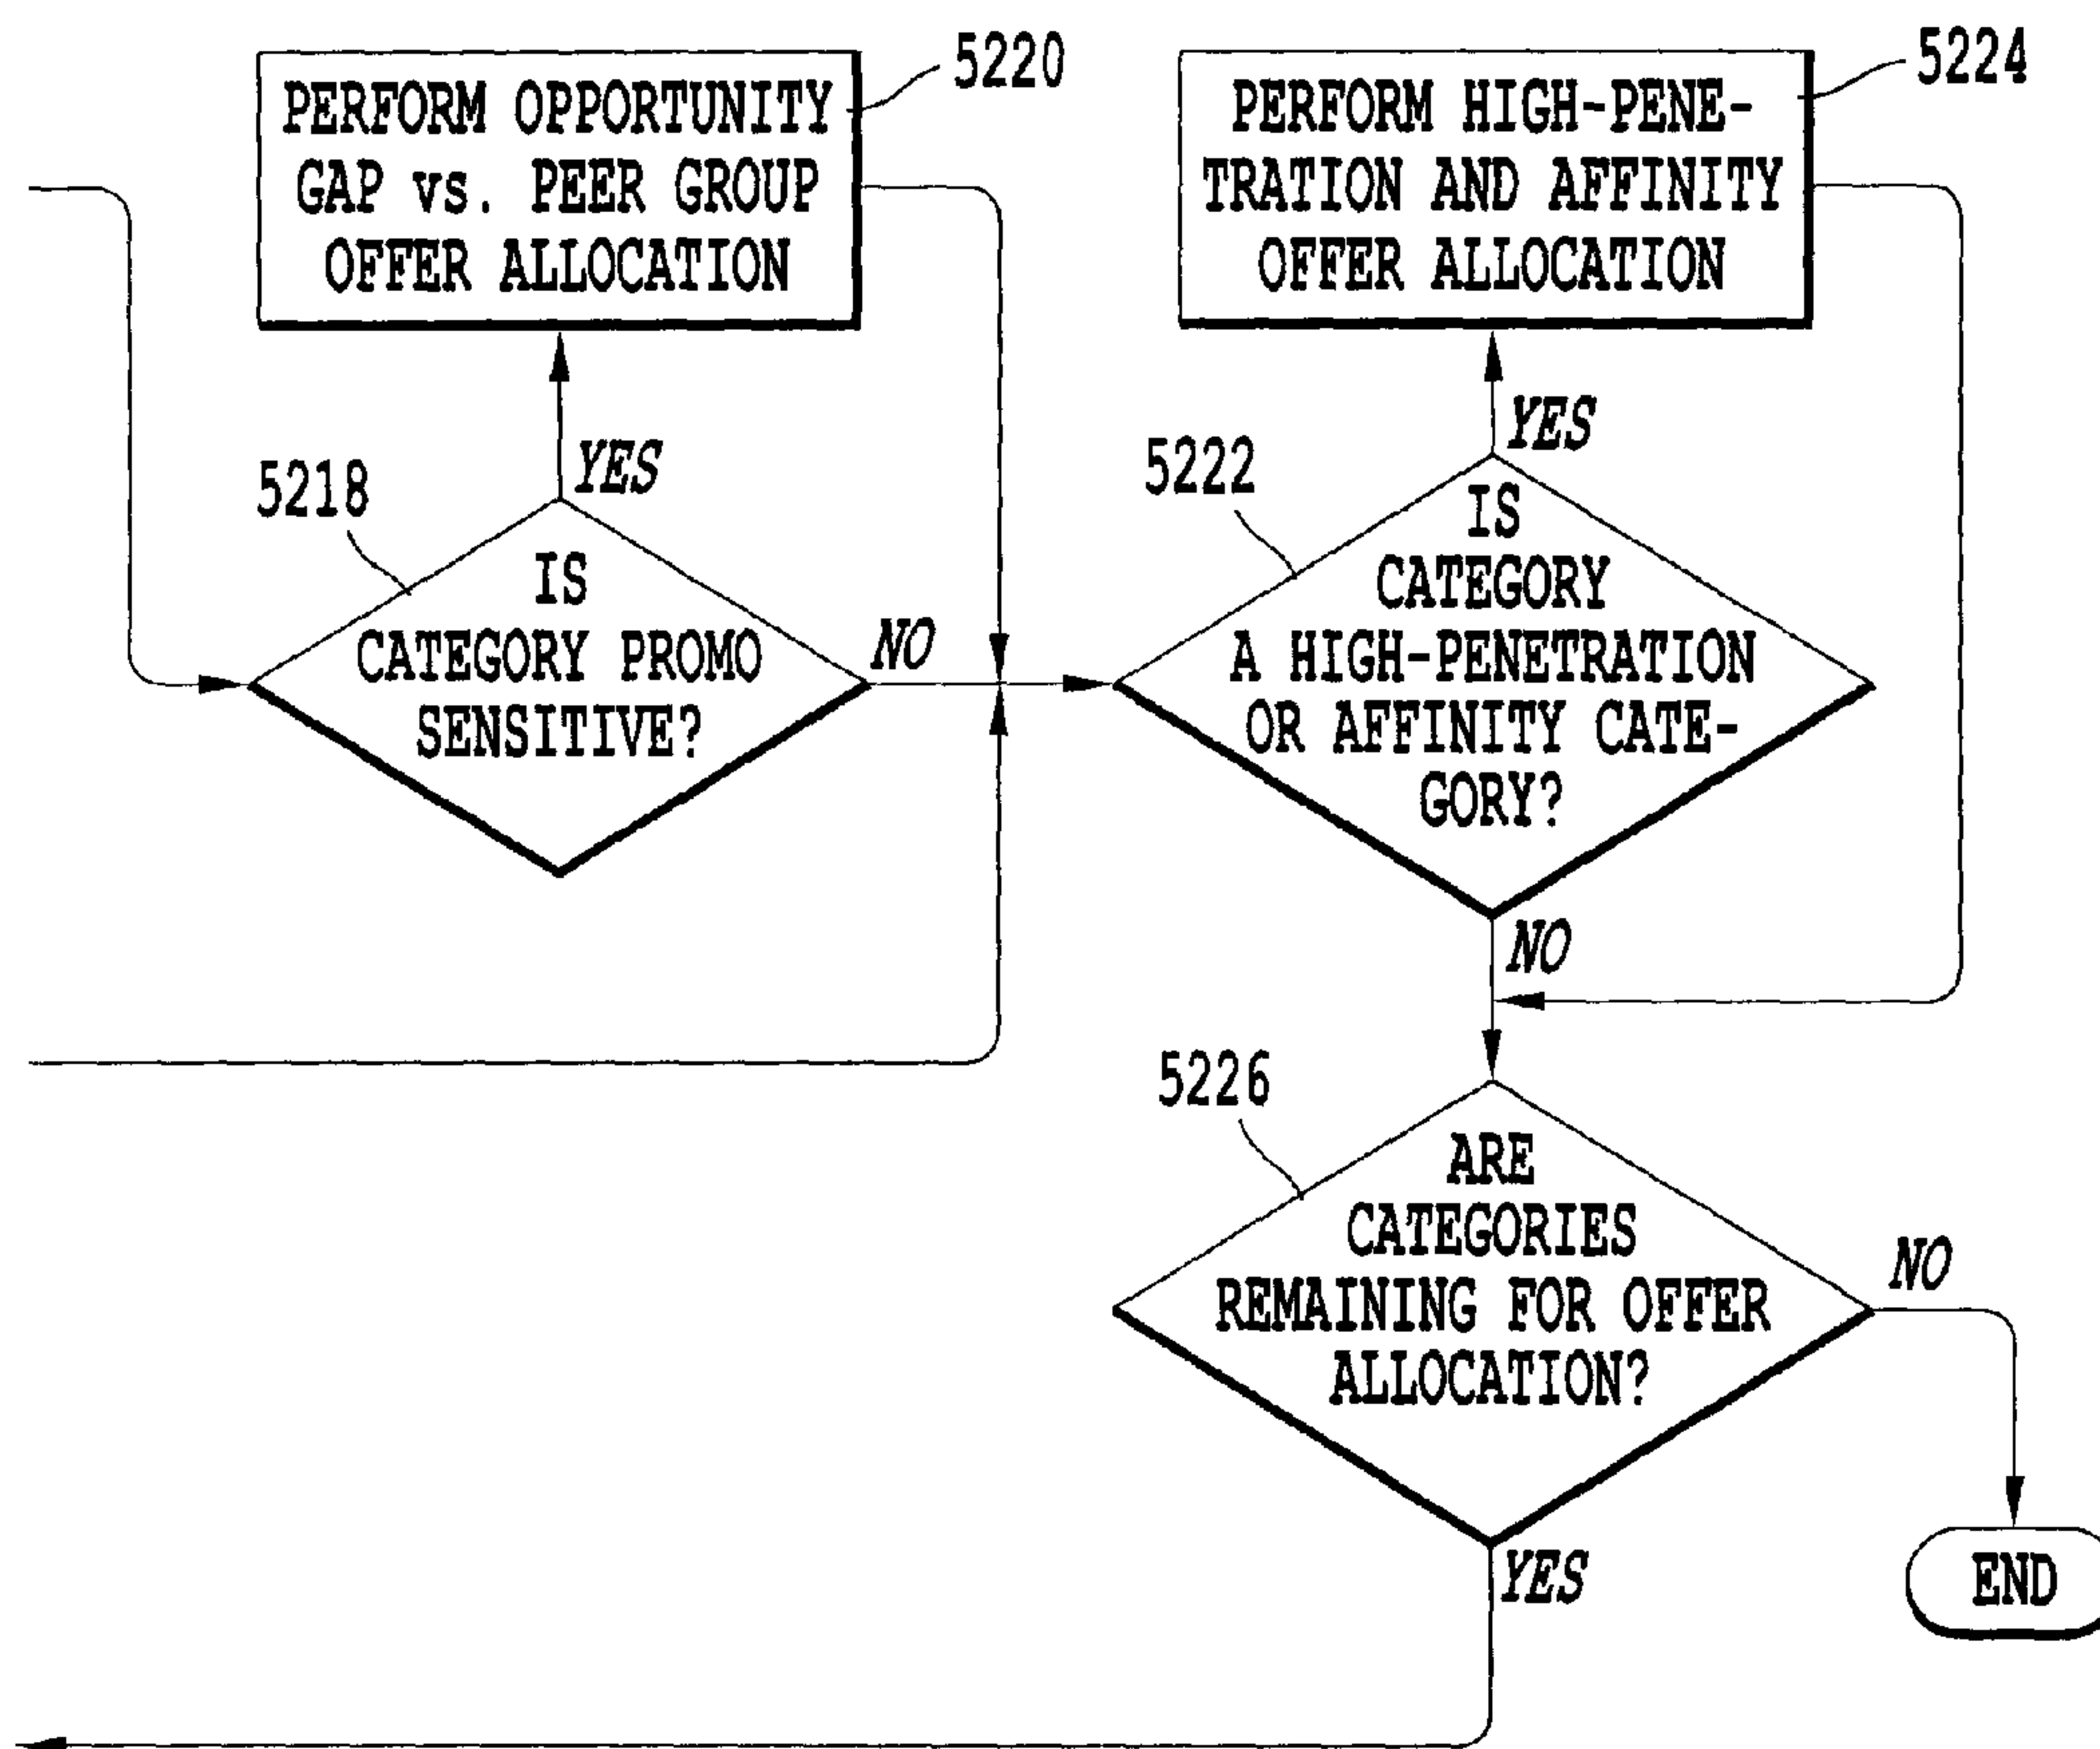 5220
PERFORM OPPORTUNITY
GAP vs. PEER GROUP
OFFER ALLOCATION
5224
PERFORM HIGH-PENE-
TRATION AND AFFINITY
OFFER ALLOCATION
YES
5218
IS
CATEGORY PROMO
SENSITIVE?
NO
YES
5222
IS
CATEGORY
A HIGH-PENETRATION
OR AFFINITY CATE-
GORY?
NO
5226
ARE
CATEGORIES
REMAINING FOR OFFER
ALLOCATION?
NO
YES
END